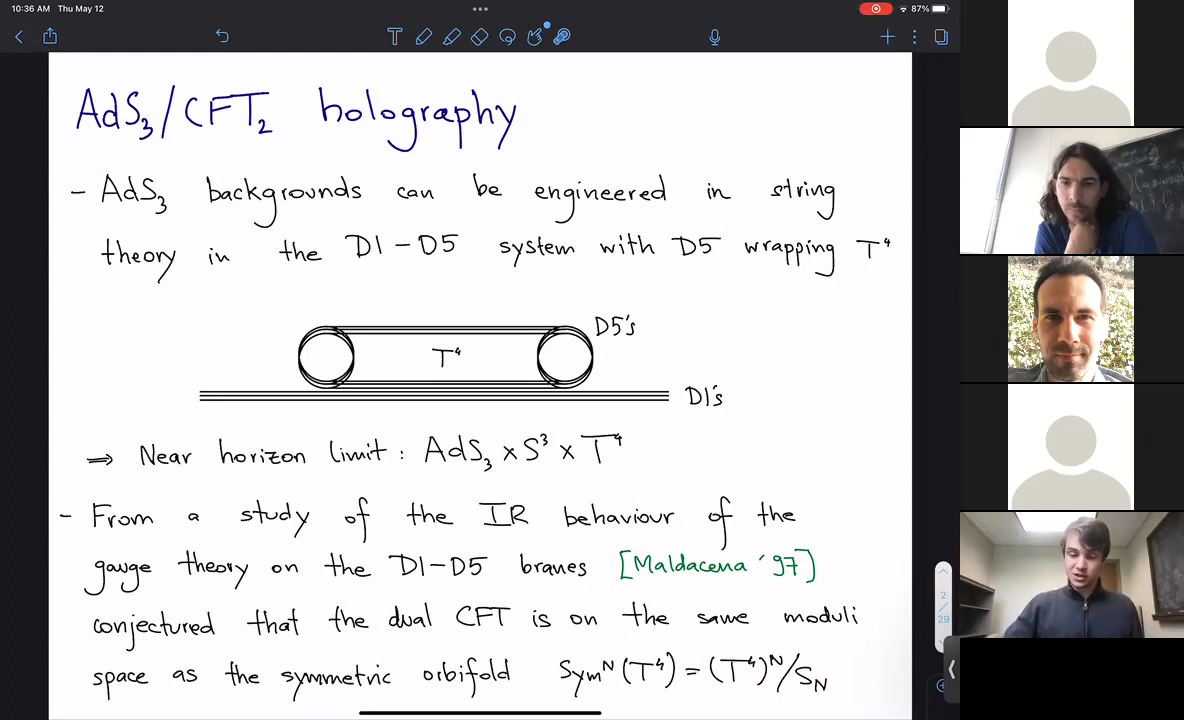 10:36 AM Thu May 12
87%
AdS₃/CFT₂ holography
- AdS₃ backgrounds can be engineered in string
theory in the D1-D5 system with D5 wrapping T⁴
D5's
T⁴
D1's
⇒ Near horizon limit: AdS₃ × S³ × T⁴
- From a study of the IR behaviour of the
gauge theory on the D1-D5 branes [Maldacena '97]
conjectured that the dual CFT is on the same moduli
space as the symmetric orbifold Symᴺ(T⁴) = (T⁴)ᴺ/S_N
2
/
29